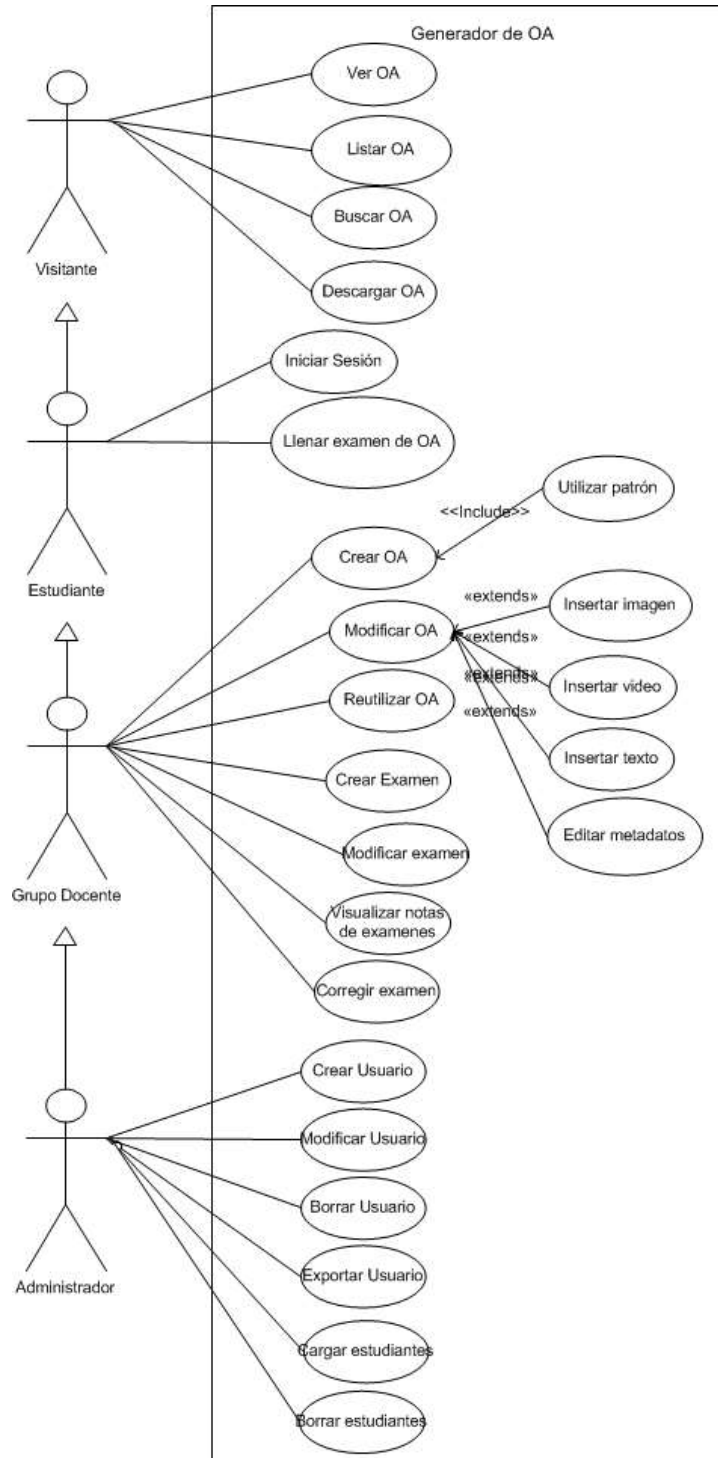 Generador de OA
Ver OA
Listar OA
Buscar OA
Descargar OA
Visitante
Iniciar Sesión
Llenar examen de OA
Estudiante
Utilizar patrón
<<Include>>
Crear OA
«extends»
Insertar imagen
Modificar OA
«extends»
Insertar video
«extends»
Reutilizar OA
«extends»
Insertar texto
Crear Examen
Editar metadatos
Modificar examen
Grupo Docente
Visualizar notas
de examenes
Corregir examen
Crear Usuario
Modificar Usuario
Borrar Usuario
Exportar Usuario
Administrador
Cargar estudiantes
Borrar estudiantes